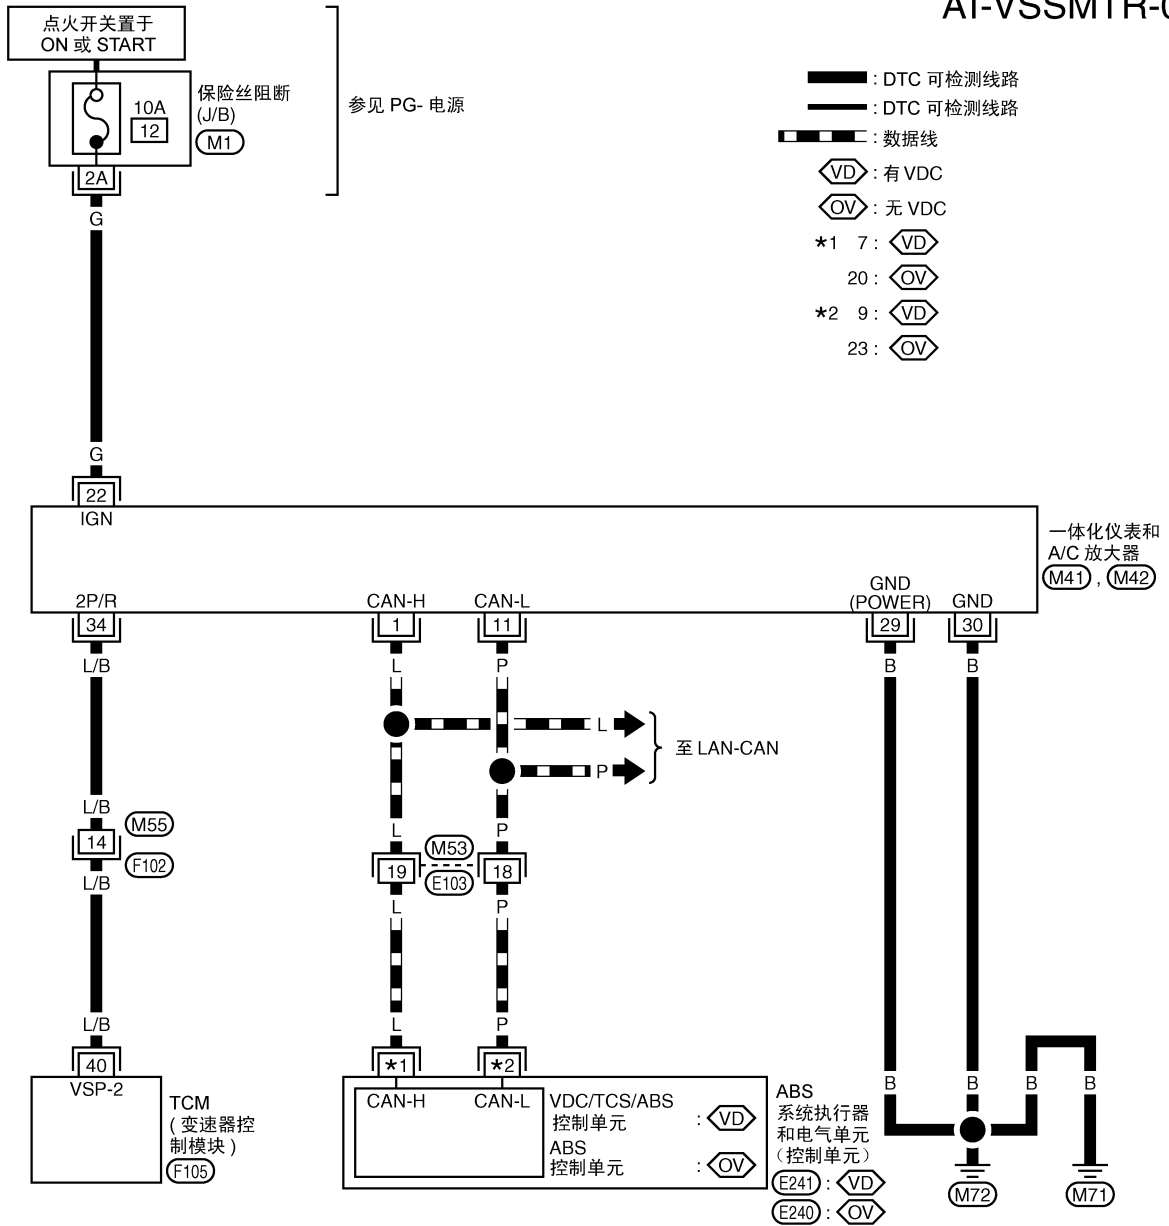 AT-VSSMTR-0
点火开关置于
ON 或 START
10A
12
保险丝阻断
(J/B)
M1
参见 PG- 电源
2A
G
G
: DTC 可检测线路
: DTC 可检测线路
: 数据线
VD : 有 VDC
OV : 无 VDC
*1 7 : VD
20 : OV
*2 9 : VD
23 : OV
22
IGN
一体化仪表和
A/C 放大器
M41 , M42
2P/R
CAN-H
CAN-L
GND
(POWER)
GND
34
1
11
29
30
L/B
L
P
B
B
L
P
至 LAN-CAN
L/B
M55
14
F102
L/B
L
P
M53
19
18
E103
L
P
L/B
L
P
B
B
B
B
40
*1
*2
VSP-2
TCM
( 变速器控
制模块 )
F105
CAN-H
CAN-L
VDC/TCS/ABS
控制单元 : VD
ABS
控制单元 : OV
ABS
系统执行器
和电气单元
（控制单元）
E241 : VD
E240 : OV
M72
M71